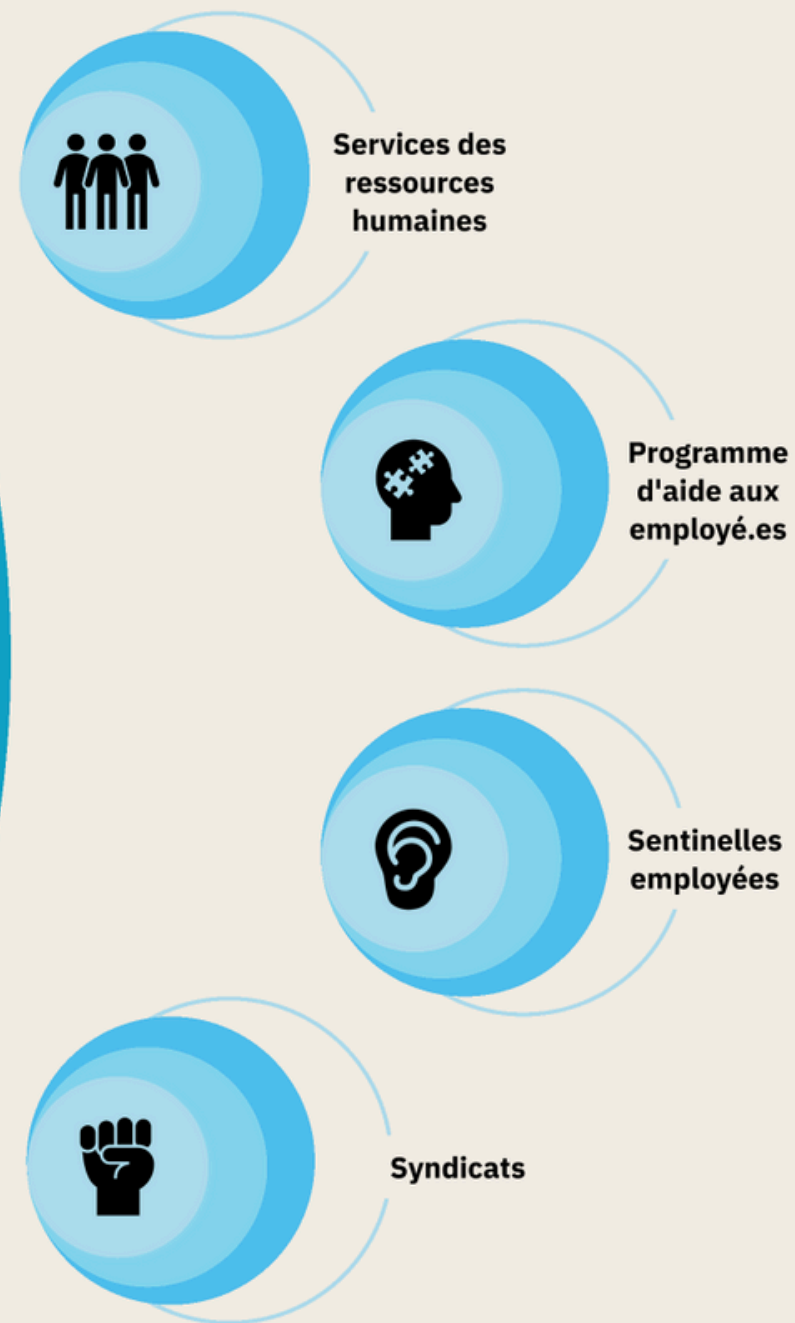 Services des
ressources
humaines
Programme
d'aide aux
employé.es
Sentinelles
employées
Syndicats